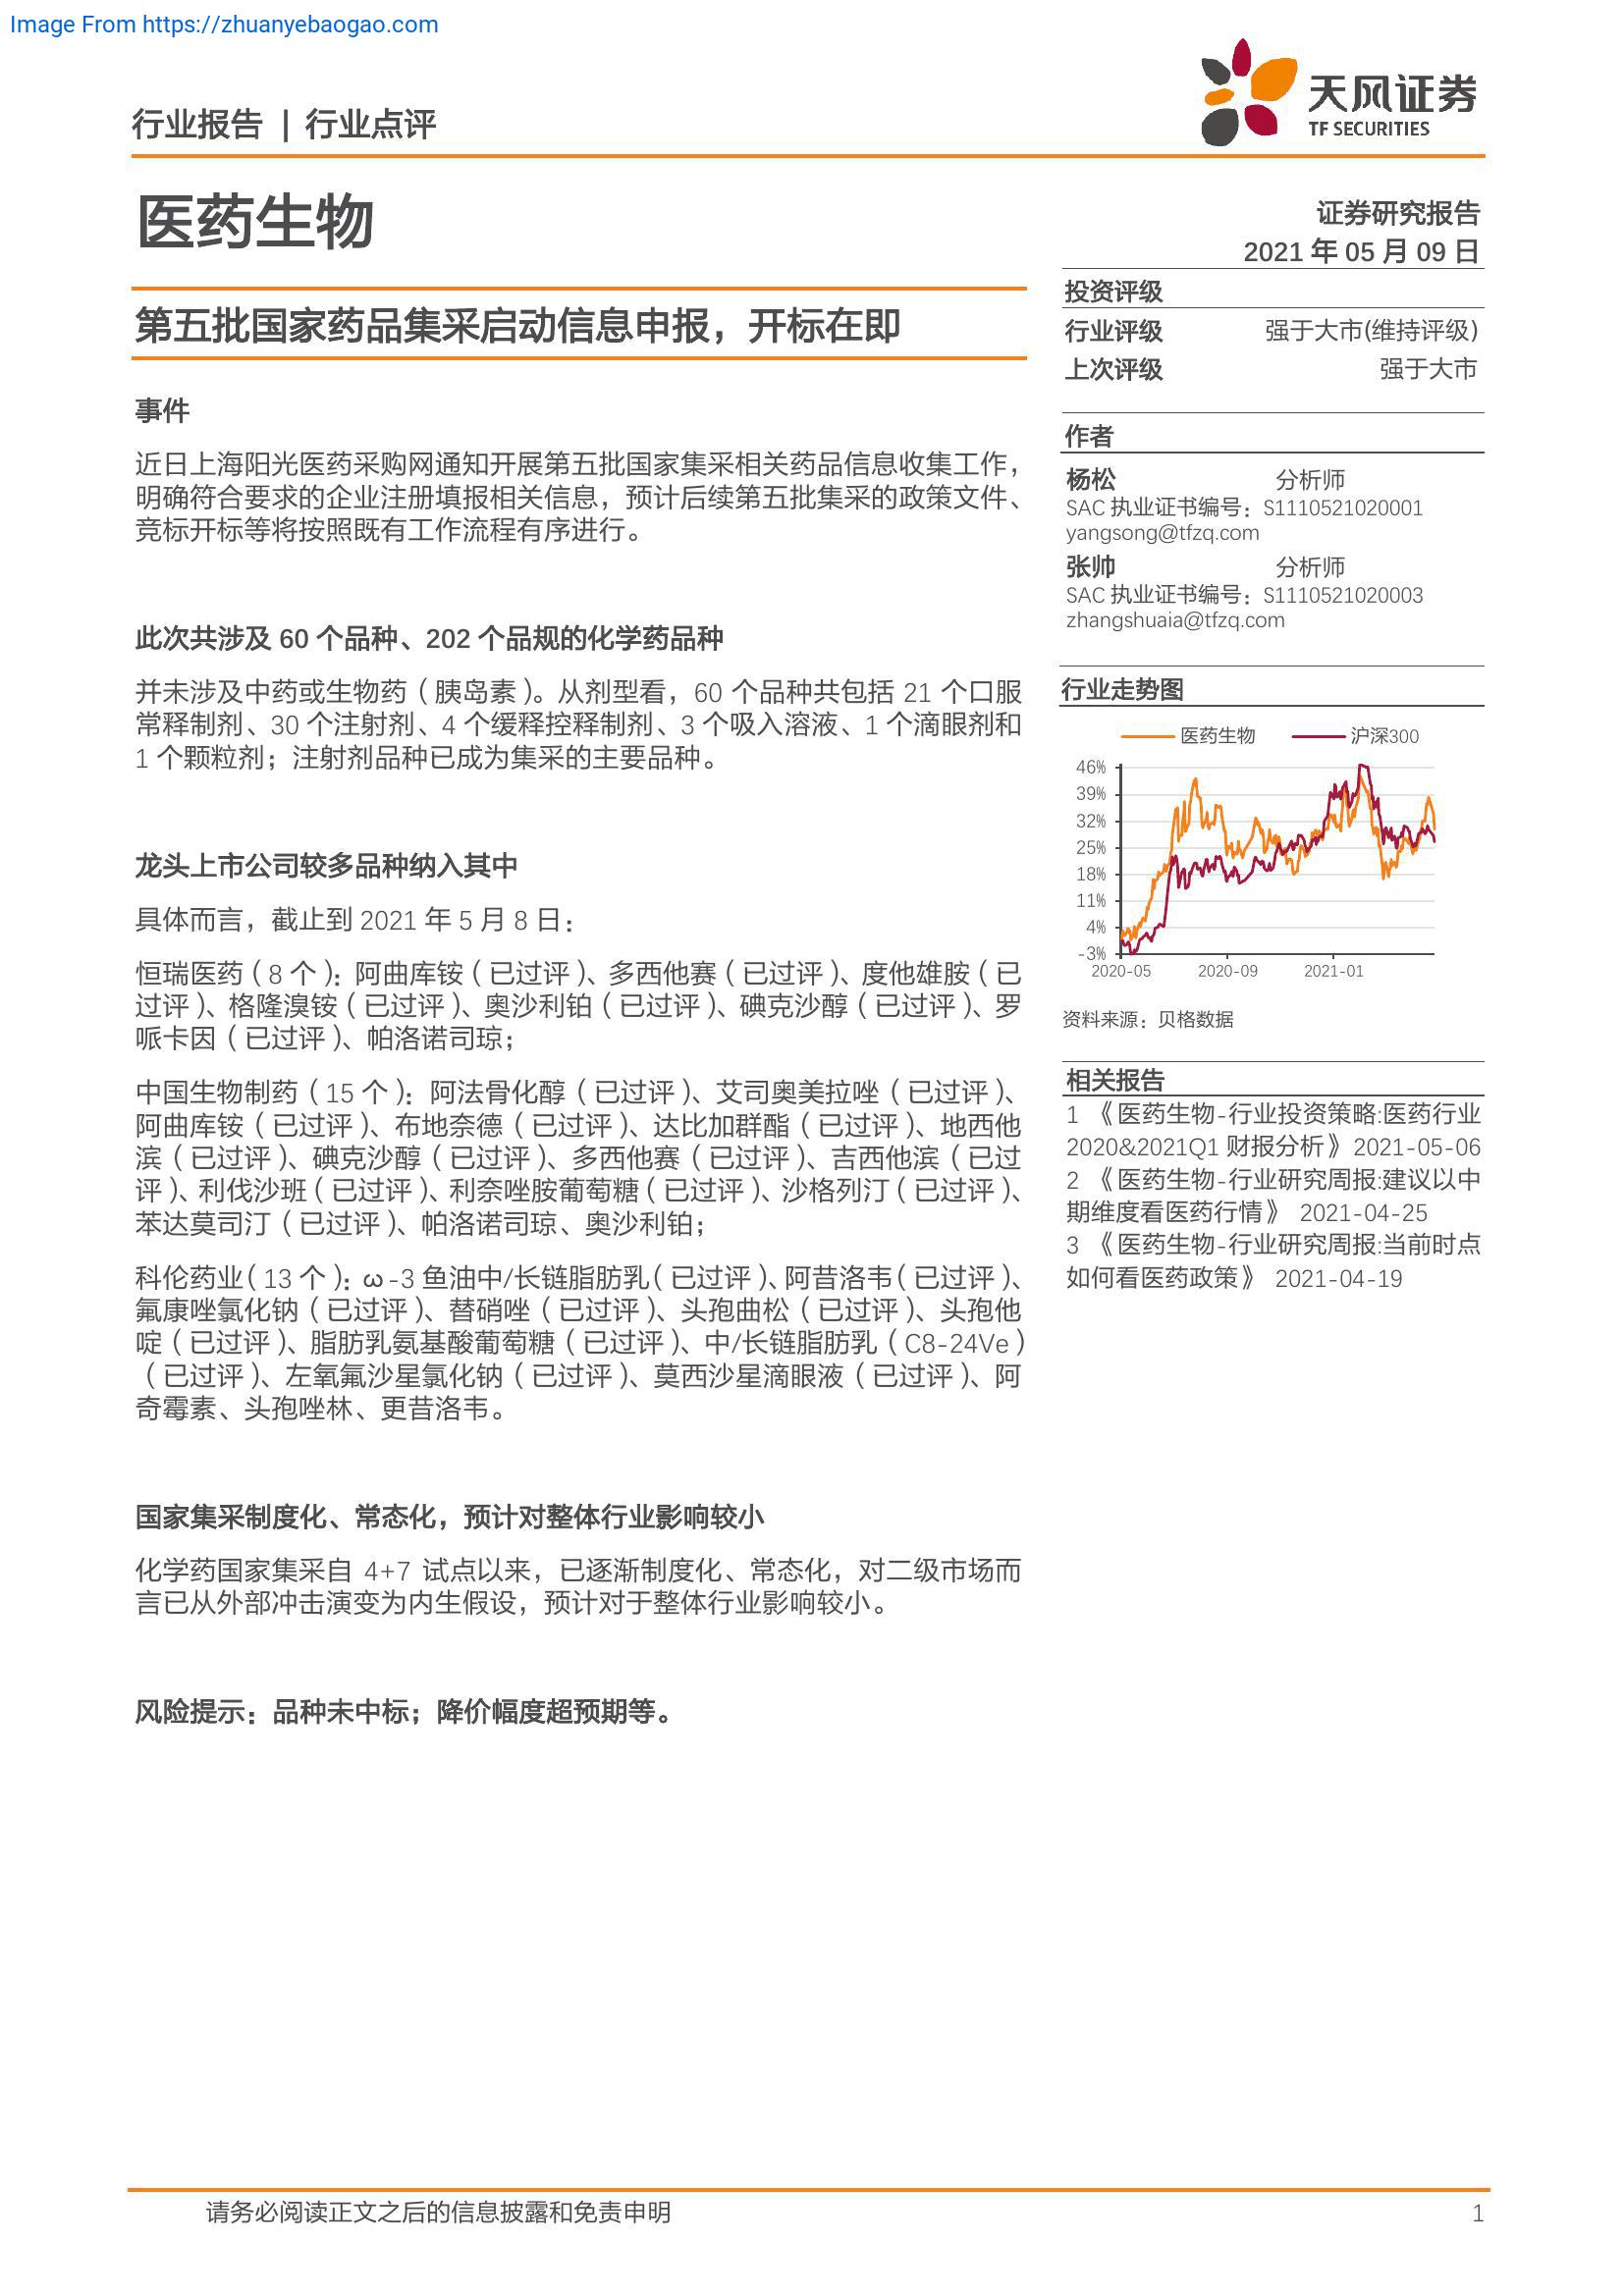 Image From https://zhuanyebaogao.com
行业报告 | 行业点评
天风证券
TF SECURITIES
医药生物
证券研究报告
2021 年 05 月 09 日
第五批国家药品集采启动信息申报，开标在即
事件
近日上海阳光医药采购网通知开展第五批国家集采相关药品信息收集工作，
明确符合要求的企业注册填报相关信息，预计后续第五批集采的政策文件、
竞标开标等将按照既有工作流程有序进行。
此次共涉及 60 个品种、202 个品规的化学药品种
并未涉及中药或生物药（胰岛素）。从剂型看，60 个品种共包括 21 个口服
常释制剂、30 个注射剂、4 个缓释控释制剂、3 个吸入溶液、1 个滴眼剂和
1 个颗粒剂；注射剂品种已成为集采的主要品种。
龙头上市公司较多品种纳入其中
具体而言，截止到 2021 年 5 月 8 日：
恒瑞医药（8 个）：阿曲库铵（已过评）、多西他赛（已过评）、度他雄胺（已
过评）、格隆溴铵（已过评）、奥沙利铂（已过评）、碘克沙醇（已过评）、罗
哌卡因（已过评）、帕洛诺司琼；
中国生物制药（15 个）：阿法骨化醇（已过评）、艾司奥美拉唑（已过评）、
阿曲库铵（已过评）、布地奈德（已过评）、达比加群酯（已过评）、地西他
滨（已过评）、碘克沙醇（已过评）、多西他赛（已过评）、吉西他滨（已过
评）、利伐沙班（已过评）、利奈唑胺葡萄糖（已过评）、沙格列汀（已过评）、
苯达莫司汀（已过评）、帕洛诺司琼、奥沙利铂；
科伦药业（13 个）：ω-3 鱼油中/长链脂肪乳（已过评）、阿昔洛韦（已过评）、
氟康唑氯化钠（已过评）、替硝唑（已过评）、头孢曲松（已过评）、头孢他
啶（已过评）、脂肪乳氨基酸葡萄糖（已过评）、中/长链脂肪乳（C8-24Ve）
（已过评）、左氧氟沙星氯化钠（已过评）、莫西沙星滴眼液（已过评）、阿
奇霉素、头孢唑林、更昔洛韦。
国家集采制度化、常态化，预计对整体行业影响较小
化学药国家集采自 4+7 试点以来，已逐渐制度化、常态化，对二级市场而
言已从外部冲击演变为内生假设，预计对于整体行业影响较小。
风险提示：品种未中标；降价幅度超预期等。
投资评级
行业评级 强于大市(维持评级)
上次评级 强于大市
作者
杨松 分析师
SAC 执业证书编号：S1110521020001
yangsong@tfzq.com
张帅 分析师
SAC 执业证书编号：S1110521020003
zhangshuaia@tfzq.com
行业走势图
医药生物 沪深300
46%
39%
32%
25%
18%
11%
4%
-3%
2020-05 2020-09 2021-01
资料来源：贝格数据
相关报告
1 《医药生物-行业投资策略:医药行业
2020&2021Q1 财报分析》 2021-05-06
2 《医药生物-行业研究周报:建议以中
期维度看医药行情》 2021-04-25
3 《医药生物-行业研究周报:当前时点
如何看医药政策》 2021-04-19
请务必阅读正文之后的信息披露和免责申明 1